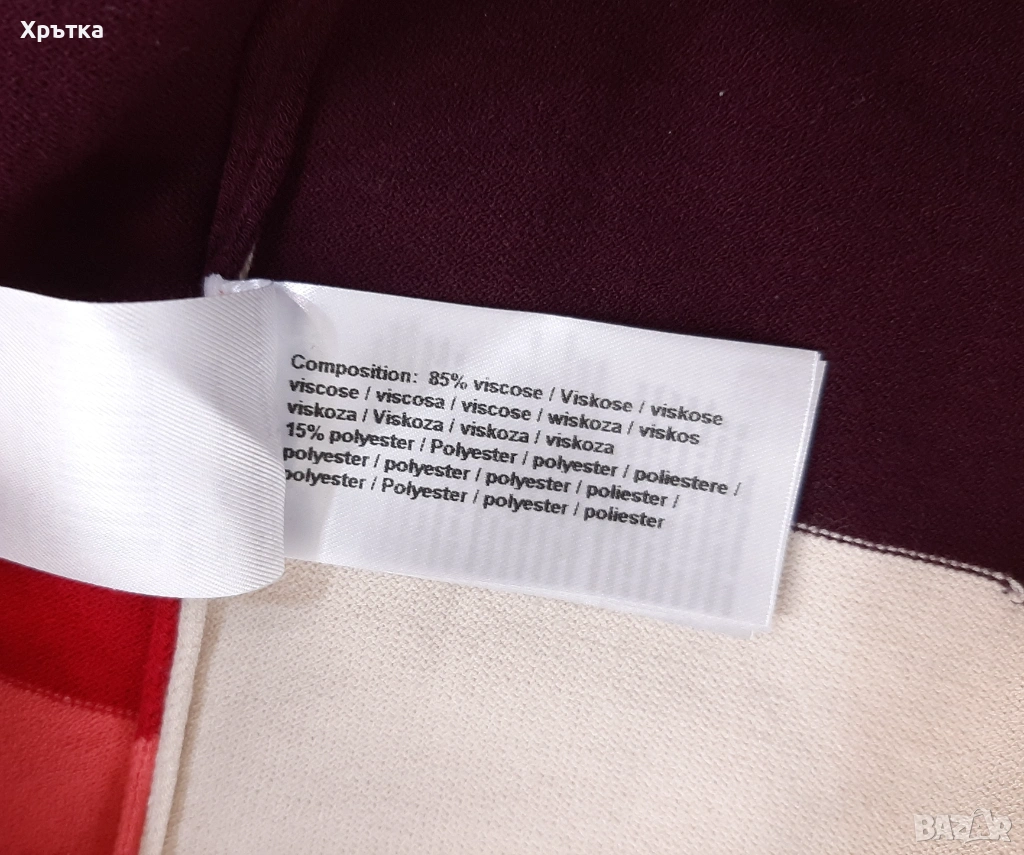 Хрътка
Composition: 85% viscose / Viskose / viskose
viscose / viscosa / viscose / wiskoza / viskos
viskoza / Viskoza / viskoza / viskoza
15% polyester / Polyester / polyester / poliestere /
polyester / polyester / polyester / poliester /
polyester / Polyester / polyester / poliester
BAZAR